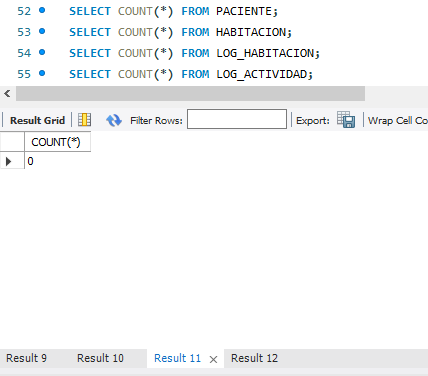 52 SELECT COUNT(*) FROM PACIENTE;
53 SELECT COUNT(*) FROM HABITACION;
54 SELECT COUNT(*) FROM LOG_HABITACION;
55 SELECT COUNT(*) FROM LOG_ACTIVIDAD;
Result Grid Filter Rows: Export: Wrap Cell Co
COUNT(*)
0
Result 9 Result 10 Result 11 Result 12